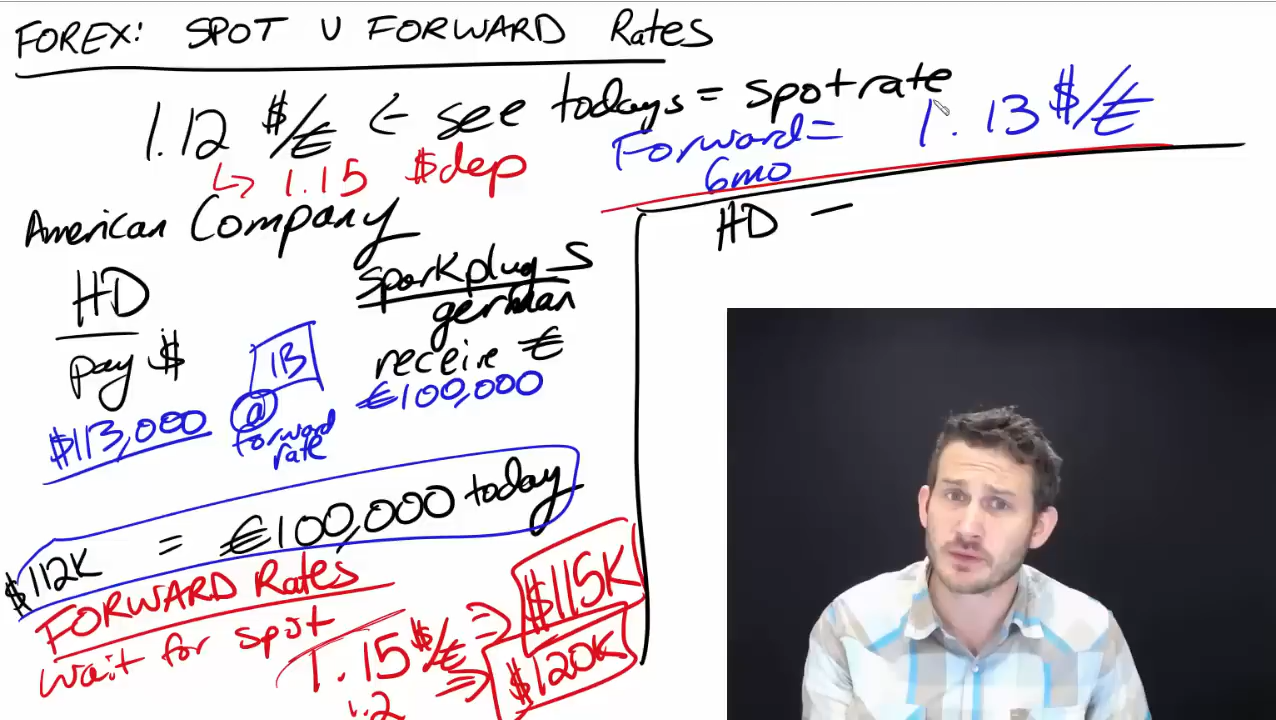 FOREX: SPOT V FORWARD Rates
1.12 $/€ ← see todays = spot rate
Forward = 1.13 $/€
6mo
↳ 1.15 $dep
American Company
HD
pay $
$113,000
1B
@
forward
rate
sparkplug S
german
receive €
€100,000
$112K = €100,000 today
FORWARD Rates
wait for spot
1.15 $/€ ⇒ $115K
1.2 ⇒ $120K
HD –